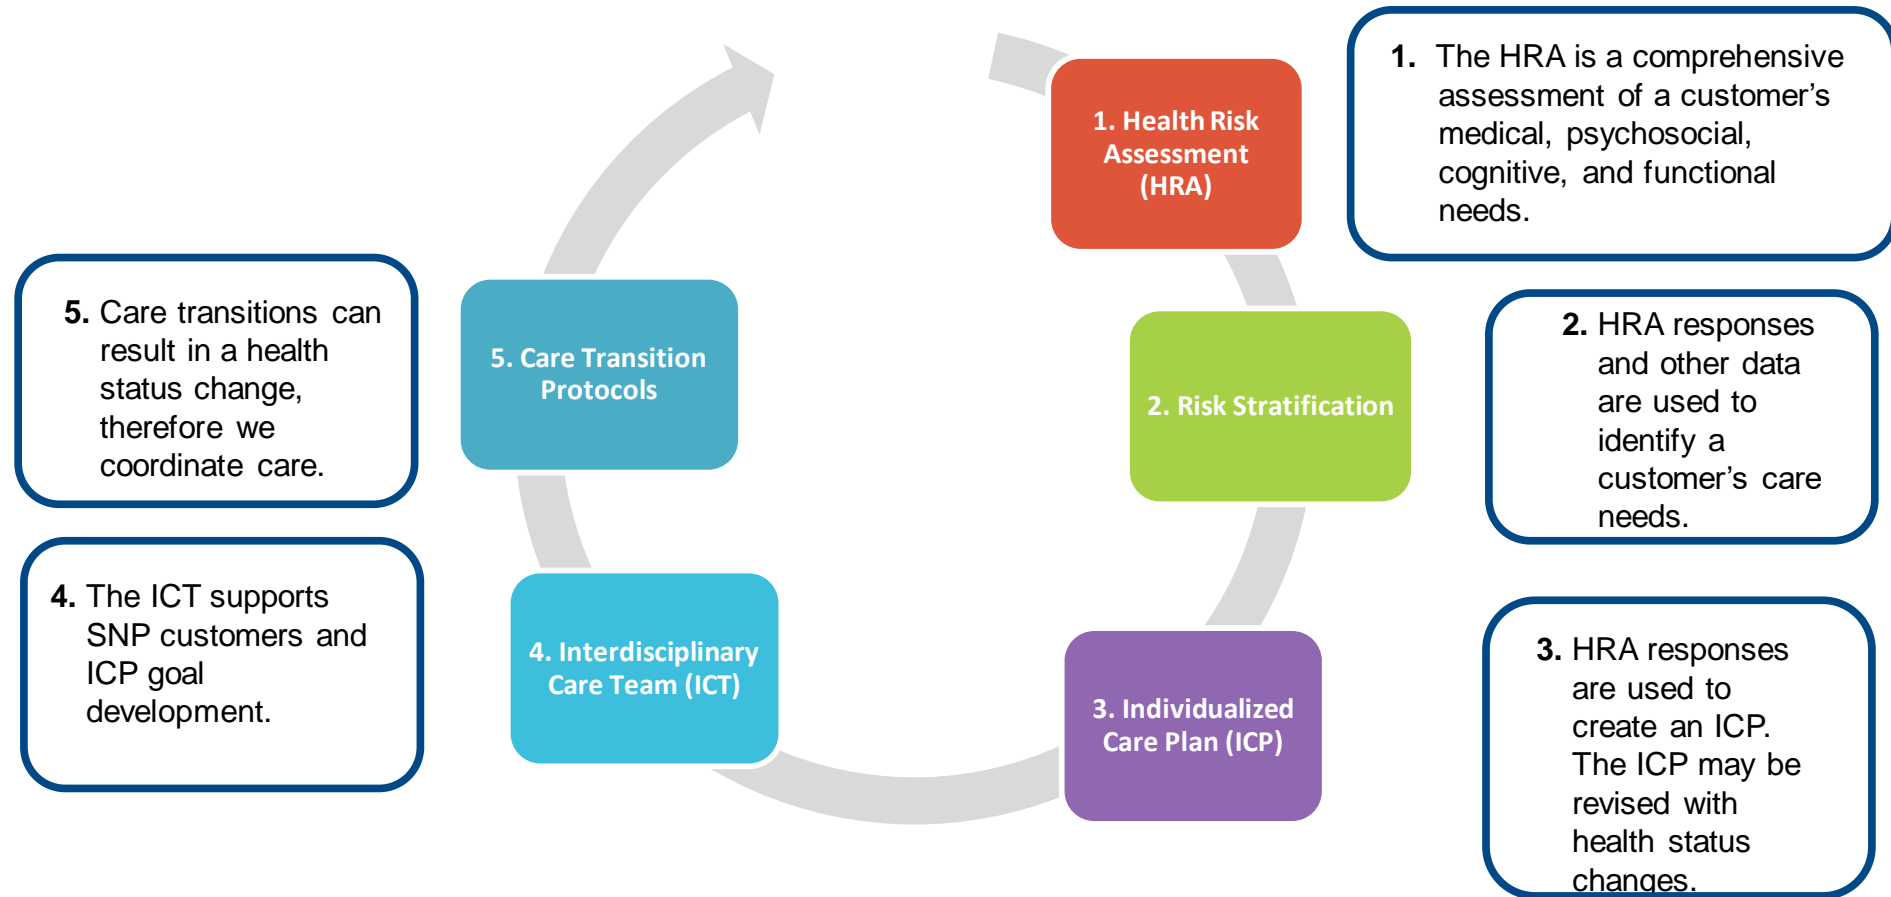 1. Health Risk
Assessment
(HRA)
1. The HRA is a comprehensive
assessment of a customer’s
medical, psychosocial,
cognitive, and functional
needs.
2. Risk Stratification
2. HRA responses
and other data
are used to
identify a
customer’s care
needs.
3. Individualized
Care Plan (ICP)
3. HRA responses
are used to
create an ICP.
The ICP may be
revised with
health status
changes.
4. Interdisciplinary
Care Team (ICT)
4. The ICT supports
SNP customers and
ICP goal
development.
5. Care Transition
Protocols
5. Care transitions can
result in a health
status change,
therefore we
coordinate care.